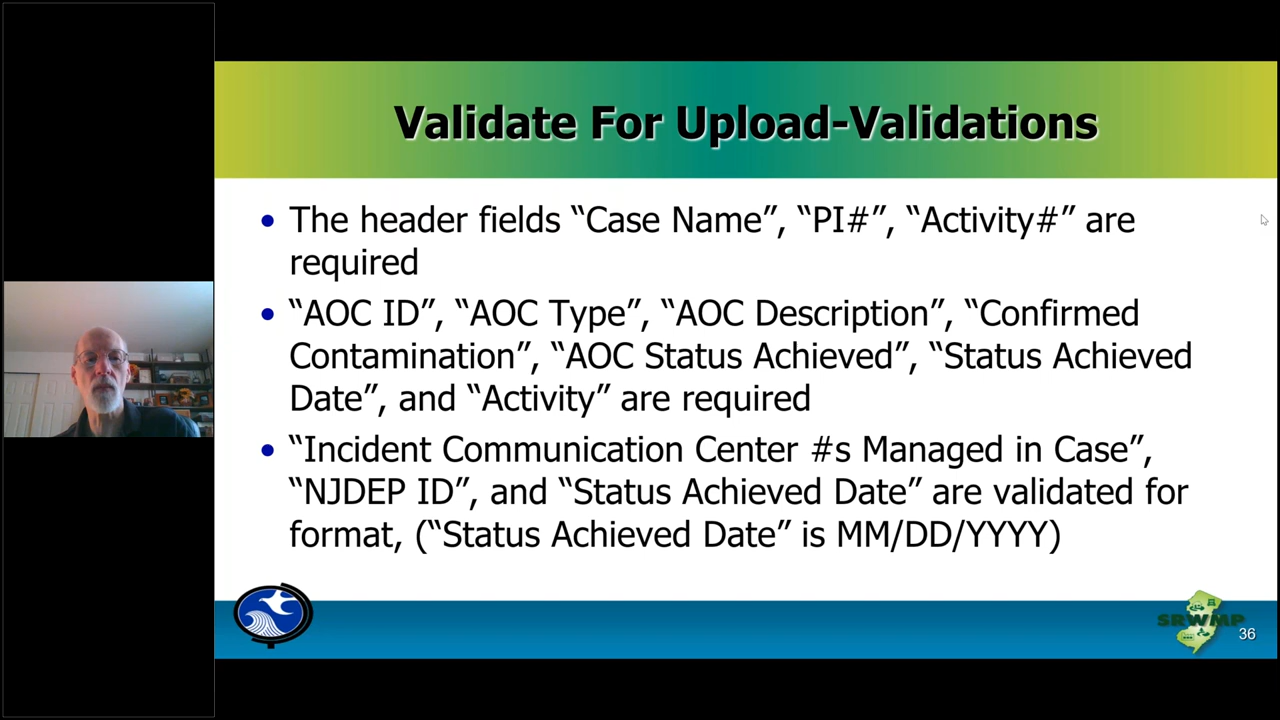 Validate For Upload-Validations
• The header fields “Case Name”, “PI#”, “Activity#” are
required
• “AOC ID”, “AOC Type”, “AOC Description”, “Confirmed
Contamination”, “AOC Status Achieved”, “Status Achieved
Date”, and “Activity” are required
• “Incident Communication Center #s Managed in Case”,
“NJDEP ID”, and “Status Achieved Date” are validated for
format, (“Status Achieved Date” is MM/DD/YYYY)
SRWMP
36